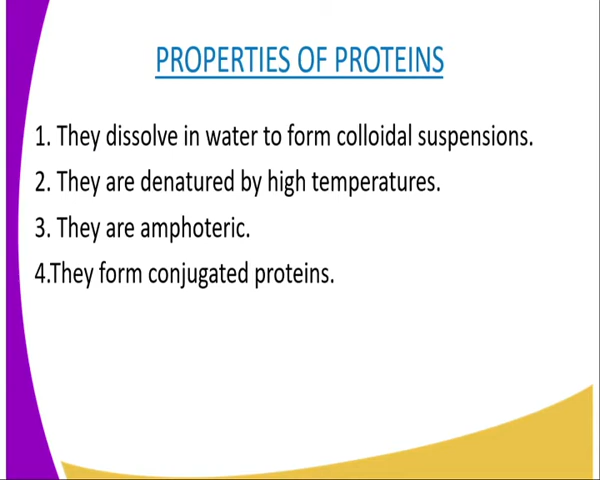 PROPERTIES OF PROTEINS
1. They dissolve in water to form colloidal suspensions.
2. They are denatured by high temperatures.
3. They are amphoteric.
4.They form conjugated proteins.